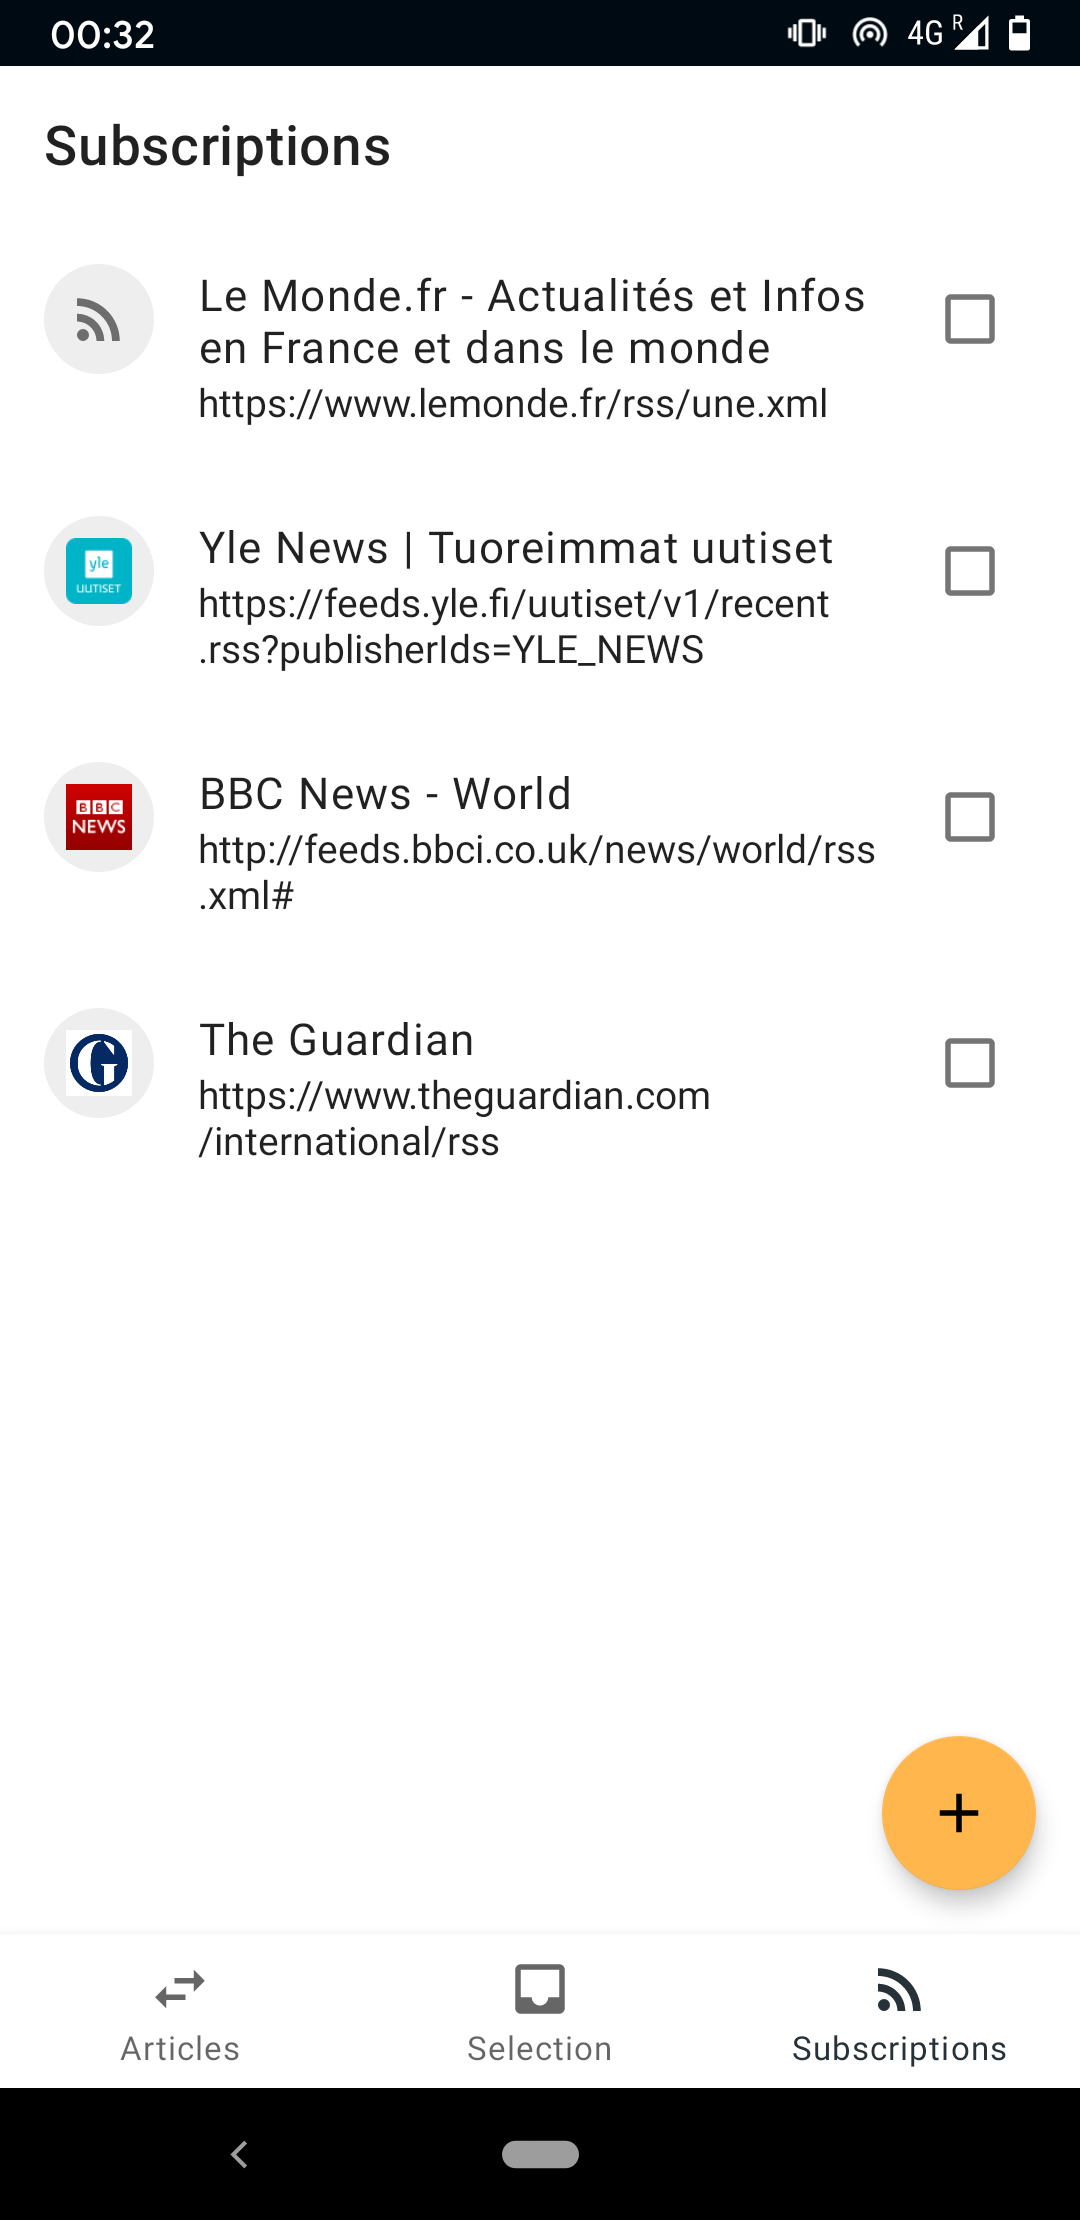 00:32
4G R
Subscriptions
Le Monde.fr - Actualités et Infos
en France et dans le monde
https://www.lemonde.fr/rss/une.xml
yle
UUTISET
Yle News | Tuoreimmat uutiset
https://feeds.yle.fi/uutiset/v1/recent
.rss?publisherIds=YLE_NEWS
BBC
NEWS
BBC News - World
http://feeds.bbci.co.uk/news/world/rss
.xml#
G
The Guardian
https://www.theguardian.com
/international/rss
+
Articles
Selection
Subscriptions